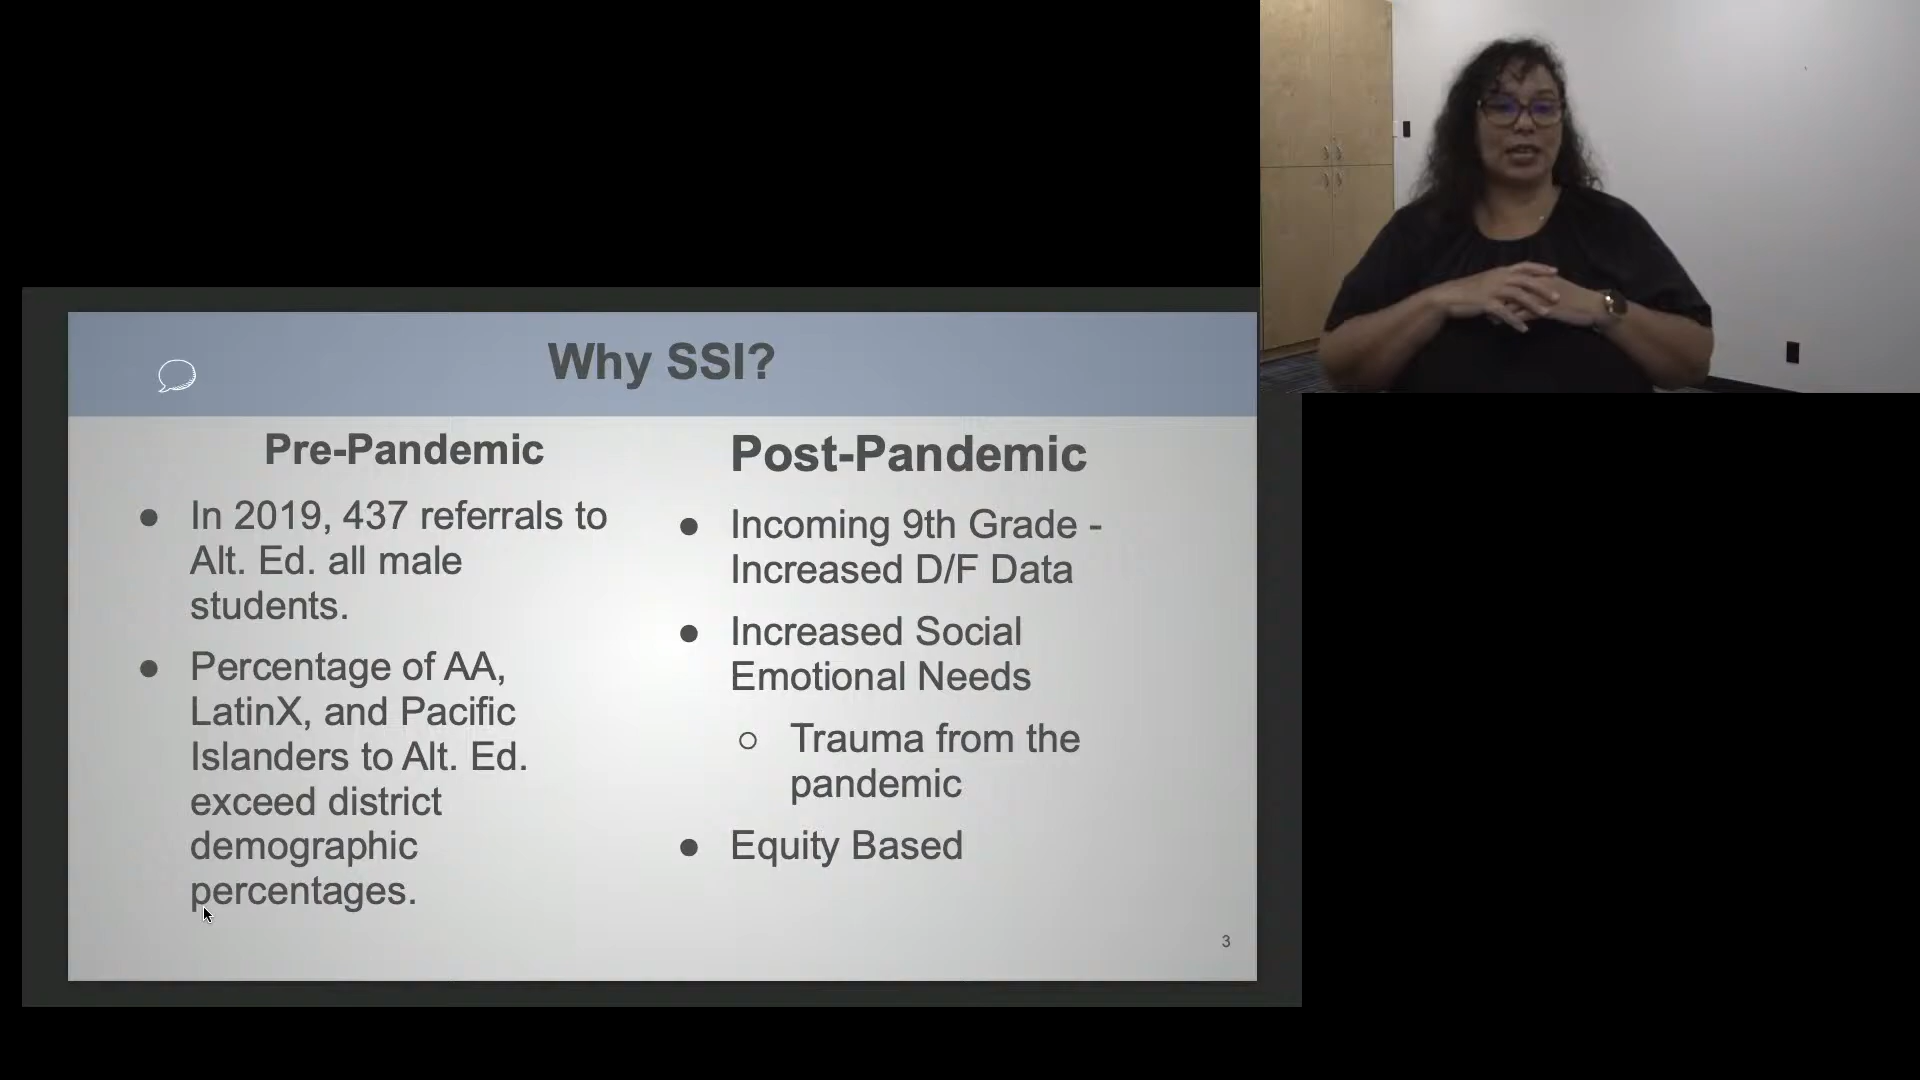 Why SSI?
Pre-Pandemic
● In 2019, 437 referrals to
Alt. Ed. all male
students.
● Percentage of AA,
LatinX, and Pacific
Islanders to Alt. Ed.
exceed district
demographic
percentages.
Post-Pandemic
● Incoming 9th Grade -
Increased D/F Data
● Increased Social
Emotional Needs
○ Trauma from the
pandemic
● Equity Based
3